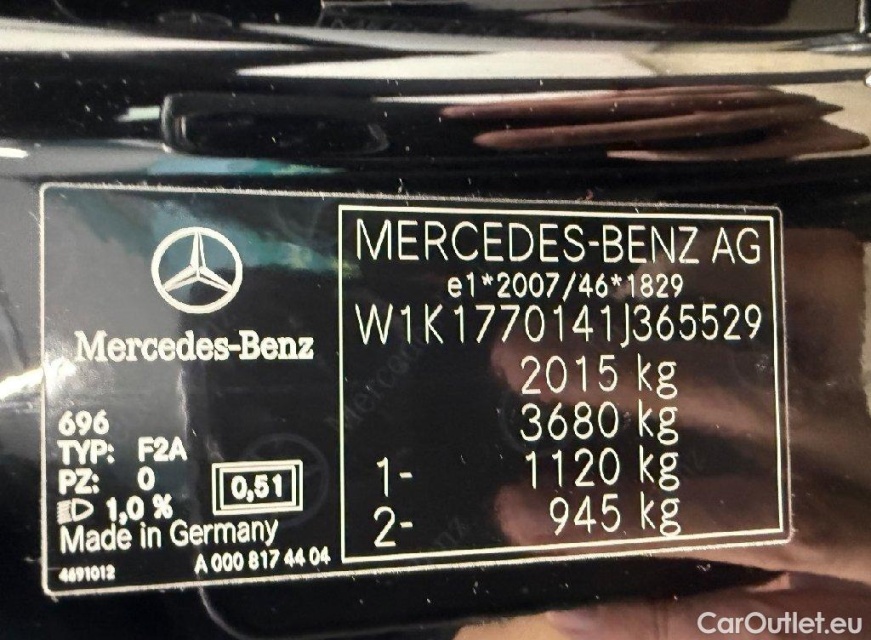 Mercedes-Benz
696
TYP: F2A
PZ: 0
1,0 %
0,51
Made in Germany
4691012
A 000 817 44 04
MERCEDES-BENZ AG
e1*2007/46*1829
W1K1770141J365529
2015 kg
3680 kg
1- 1120 kg
2- 945 kg
CarOutlet.eu